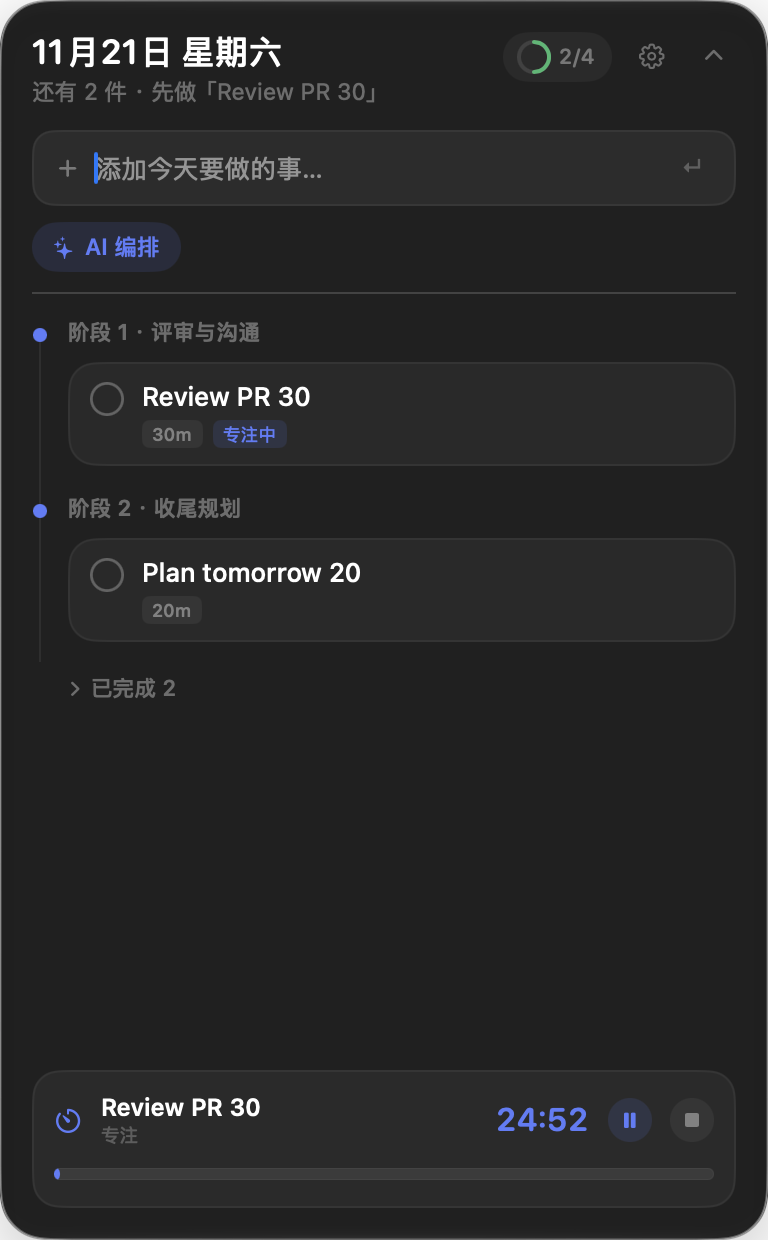 11月21日 星期六
2/4
还有 2 件 · 先做「Review PR 30」
添加今天要做的事...
AI 编排
阶段 1 · 评审与沟通
Review PR 30
30m 专注中
阶段 2 · 收尾规划
Plan tomorrow 20
20m
已完成 2
Review PR 30
专注
24:52